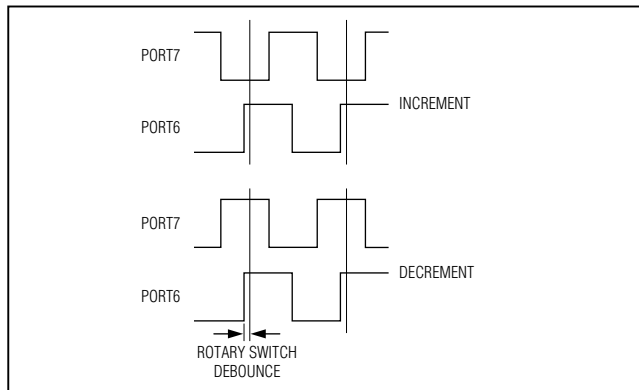 PORT7
PORT6
INCREMENT
PORT7
PORT6
DECREMENT
ROTARY SWITCH
DEBOUNCE